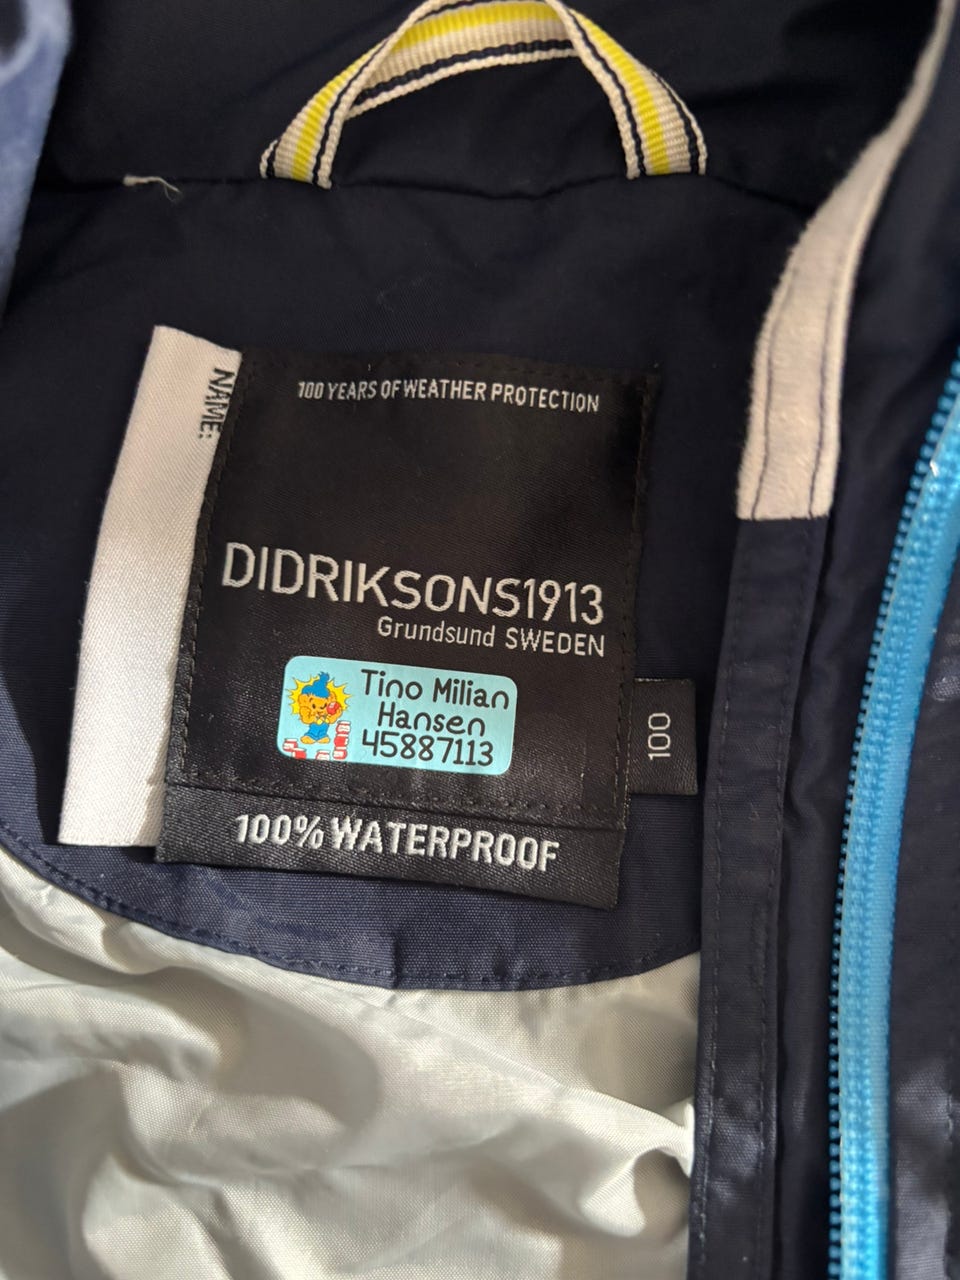 100 YEARS OF WEATHER PROTECTION
NAME:
DIDRIKSONS1913
Grundsund SWEDEN
Tino Milian
Hansen
45887113
100
100% WATERPROOF